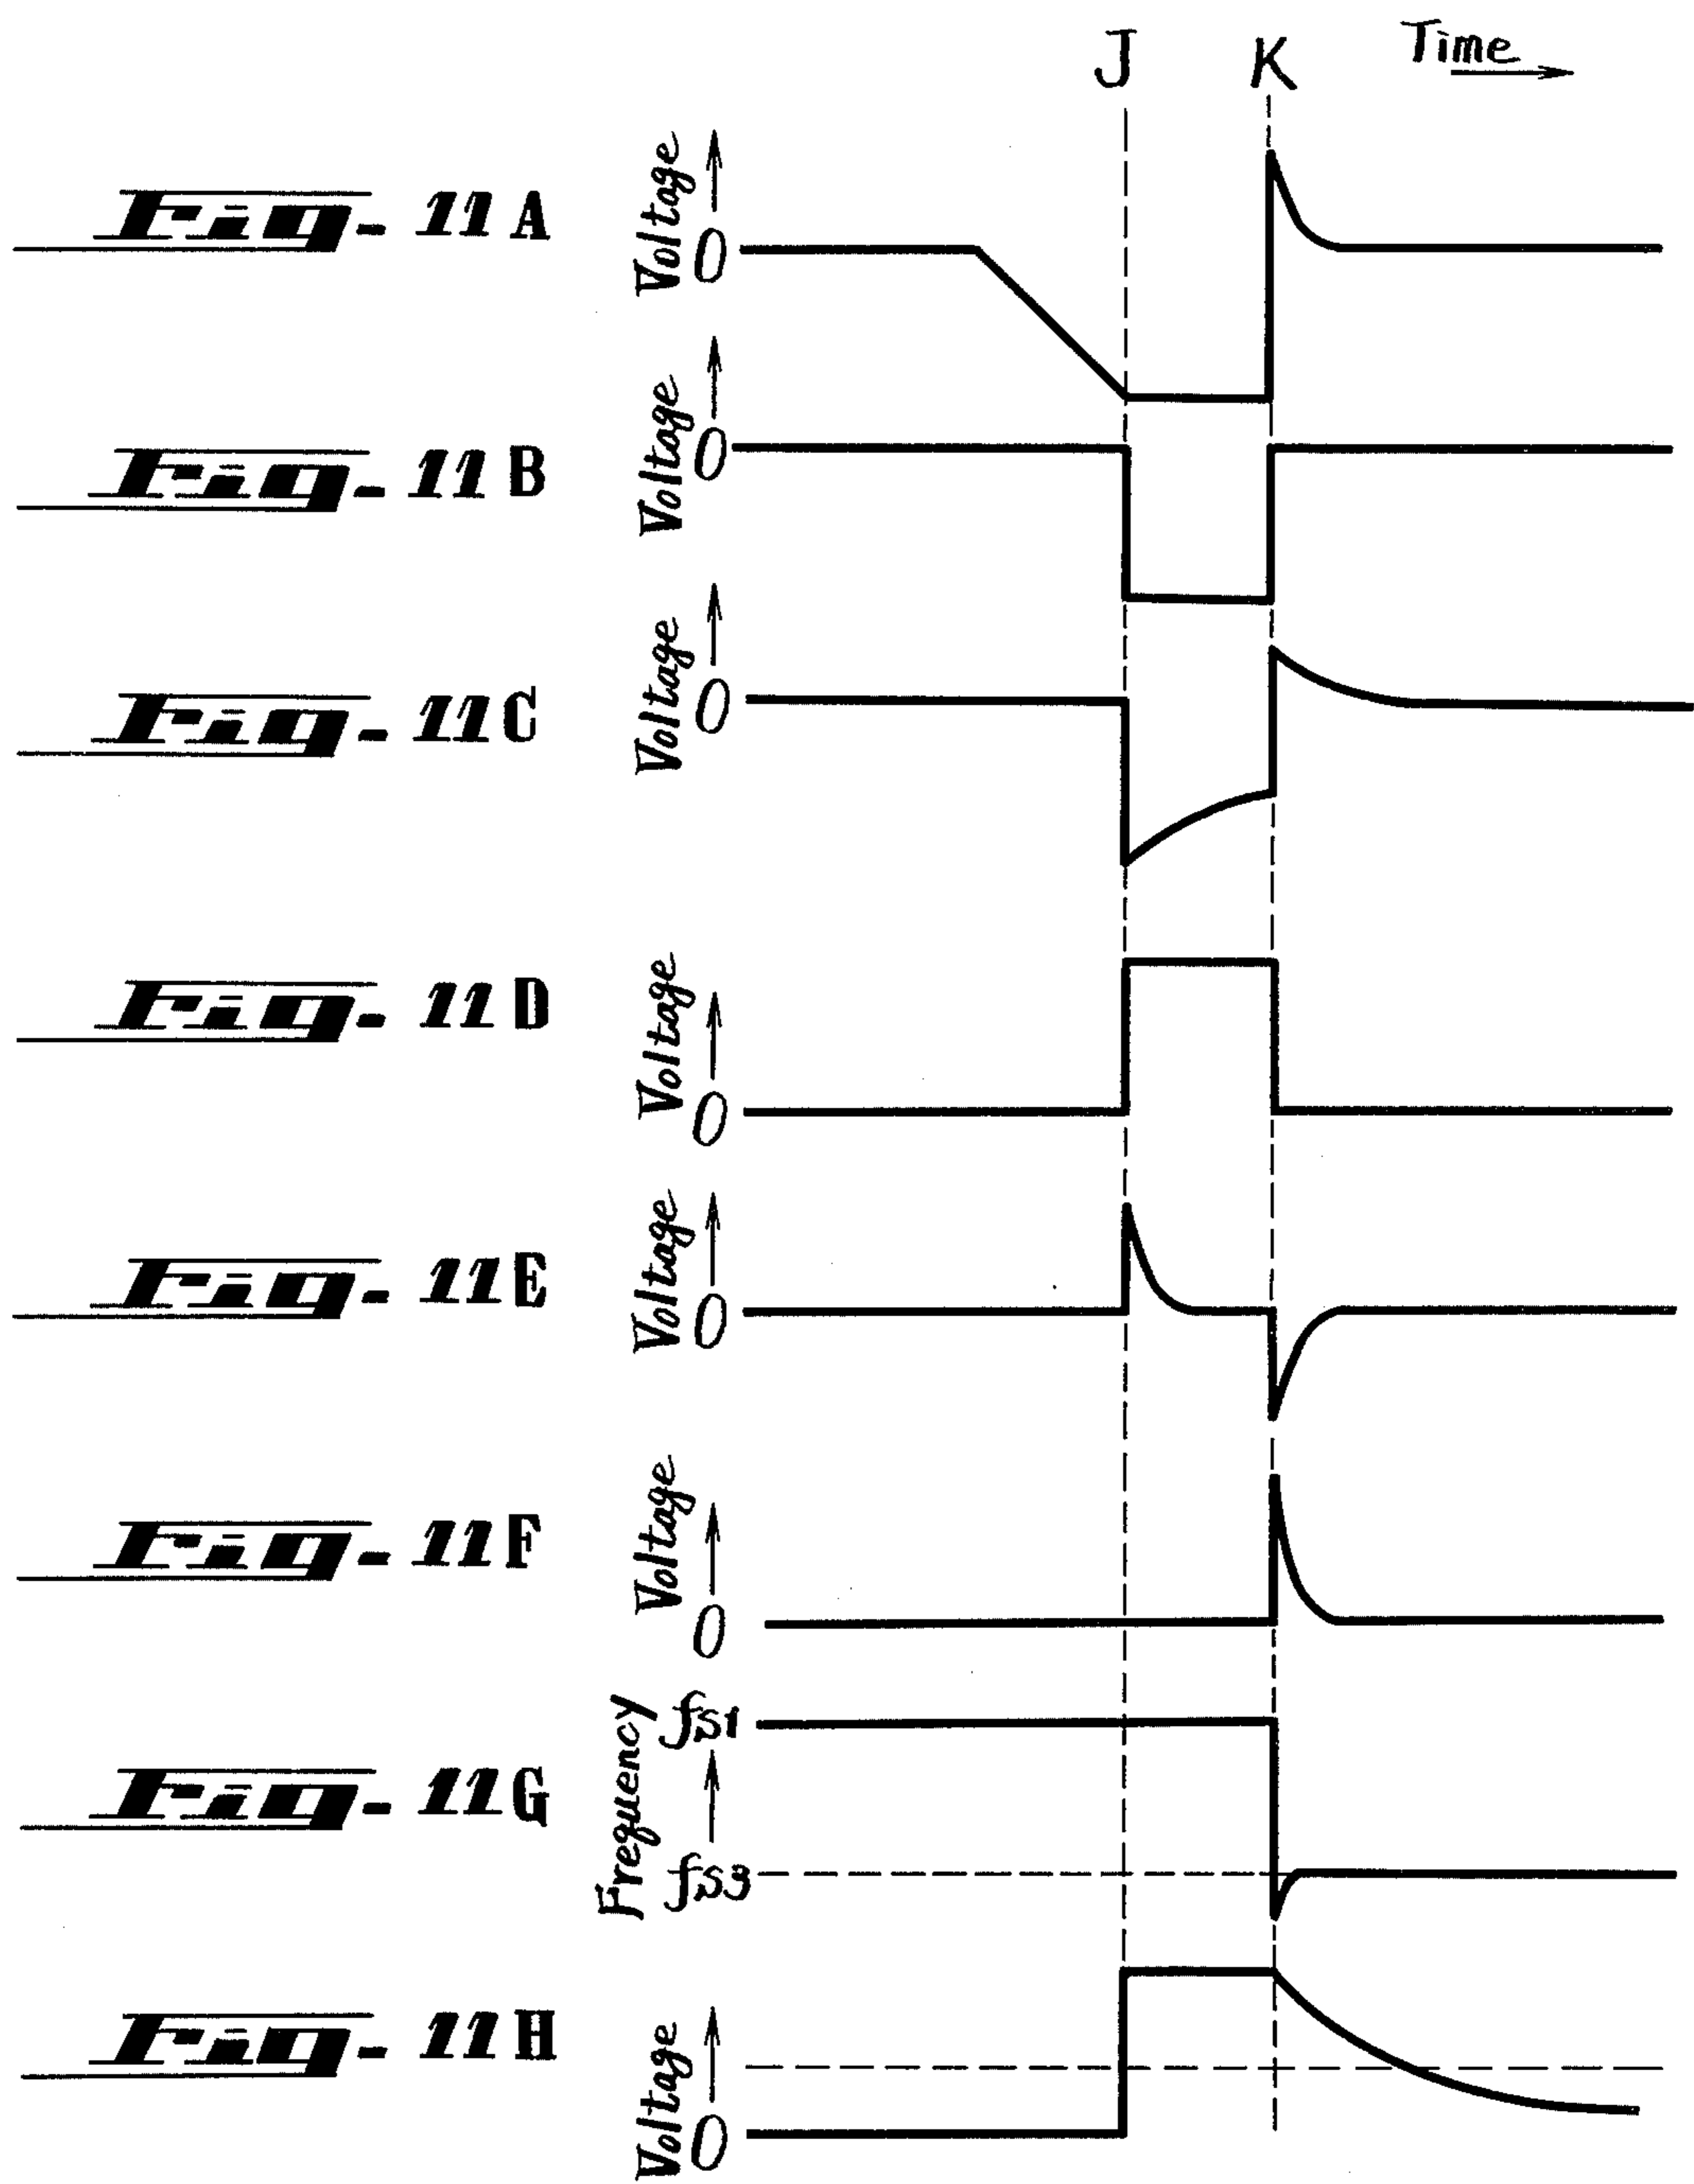 J K Time
Fig. 11A
Voltage
0
Fig. 11B
Voltage
0
Fig. 11C
Voltage
0
Fig. 11D
Voltage
0
Fig. 11E
Voltage
0
Fig. 11F
Voltage
0
Fig. 11G
Frequency
fS1
fS3
Fig. 11H
Voltage
0